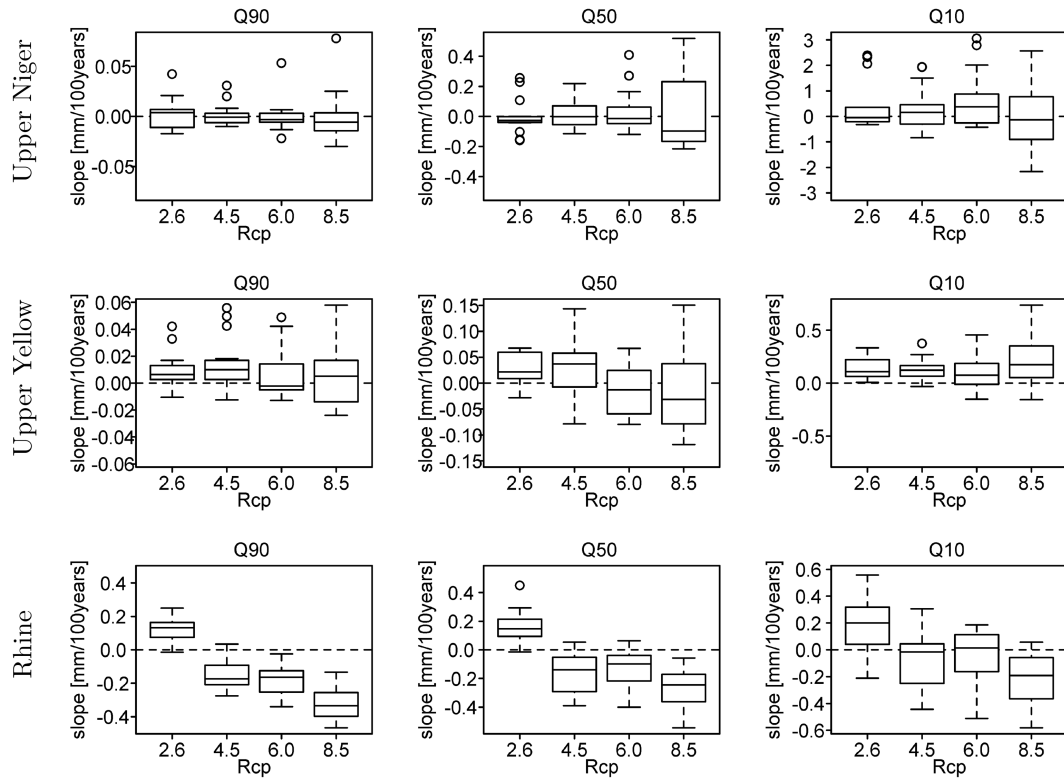 Upper Niger
Q90
slope [mm/100years]
0.05
0.00
-0.05
2.6 4.5 6.0 8.5
Rcp
Q50
slope [mm/100years]
0.4
0.2
0.0
-0.2
-0.4
2.6 4.5 6.0 8.5
Rcp
Q10
slope [mm/100years]
3
2
1
0
-1
-2
-3
2.6 4.5 6.0 8.5
Rcp
Upper Yellow
Q90
slope [mm/100years]
0.06
0.04
0.02
0.00
-0.02
-0.04
-0.06
2.6 4.5 6.0 8.5
Rcp
Q50
slope [mm/100years]
0.15
0.10
0.05
0.00
-0.05
-0.10
-0.15
2.6 4.5 6.0 8.5
Rcp
Q10
slope [mm/100years]
0.5
0.0
-0.5
2.6 4.5 6.0 8.5
Rcp
Rhine
Q90
slope [mm/100years]
0.4
0.2
0.0
-0.2
-0.4
2.6 4.5 6.0 8.5
Rcp
Q50
slope [mm/100years]
0.4
0.2
0.0
-0.2
-0.4
2.6 4.5 6.0 8.5
Rcp
Q10
slope [mm/100years]
0.6
0.4
0.2
0.0
-0.2
-0.4
-0.6
2.6 4.5 6.0 8.5
Rcp